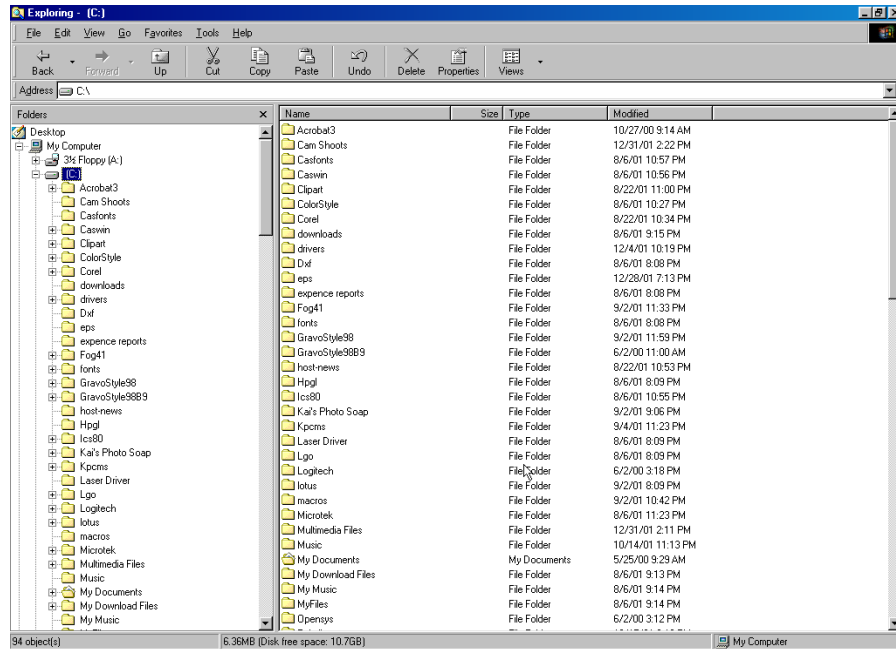 Exploring - (C:)
File Edit View Go Favorites Tools Help
Back Forward Up Cut Copy Paste Undo Delete Properties Views
Address C:\
Folders
Desktop
My Computer
3½ Floppy (A:)
(C:)
Acrobat3
Cam Shoots
Casfonts
Caswin
Clipart
ColorStyle
Corel
downloads
drivers
Dxf
eps
expence reports
Fog41
fonts
GravoStyle98
GravoStyle98B9
host-news
Hpgl
Ics80
Kai's Photo Soap
Kpcms
Laser Driver
Lgo
Logitech
lotus
macros
Microtek
Multimedia Files
Music
My Documents
My Download Files
My Music
Name Size Type Modified
Acrobat3 File Folder 10/27/00 9:14 AM
Cam Shoots File Folder 12/31/01 2:22 PM
Casfonts File Folder 8/6/01 10:57 PM
Caswin File Folder 8/6/01 10:56 PM
Clipart File Folder 8/22/01 11:00 PM
ColorStyle File Folder 8/6/01 10:27 PM
Corel File Folder 8/22/01 10:34 PM
downloads File Folder 8/6/01 9:15 PM
drivers File Folder 12/4/01 10:19 PM
Dxf File Folder 8/6/01 8:08 PM
eps File Folder 12/28/01 7:13 PM
expence reports File Folder 8/6/01 8:08 PM
Fog41 File Folder 9/2/01 11:33 PM
fonts File Folder 8/6/01 8:08 PM
GravoStyle98 File Folder 9/2/01 11:59 PM
GravoStyle98B9 File Folder 6/2/00 11:00 AM
host-news File Folder 8/22/01 10:53 PM
Hpgl File Folder 8/6/01 8:09 PM
Ics80 File Folder 8/6/01 10:55 PM
Kai's Photo Soap File Folder 9/2/01 9:06 PM
Kpcms File Folder 9/4/01 11:23 PM
Laser Driver File Folder 8/6/01 8:09 PM
Lgo File Folder 8/6/01 8:09 PM
Logitech File Folder 6/2/00 3:18 PM
lotus File Folder 9/2/01 8:09 PM
macros File Folder 9/2/01 10:42 PM
Microtek File Folder 8/6/01 11:23 PM
Multimedia Files File Folder 12/31/01 2:11 PM
Music File Folder 10/14/01 11:13 PM
My Documents My Documents 5/25/00 9:29 AM
My Download Files File Folder 8/6/01 9:13 PM
My Music File Folder 8/6/01 9:14 PM
MyFiles File Folder 8/6/01 9:14 PM
Opensys File Folder 6/2/00 3:12 PM
94 object(s) 6.36MB (Disk free space: 10.7GB) My Computer